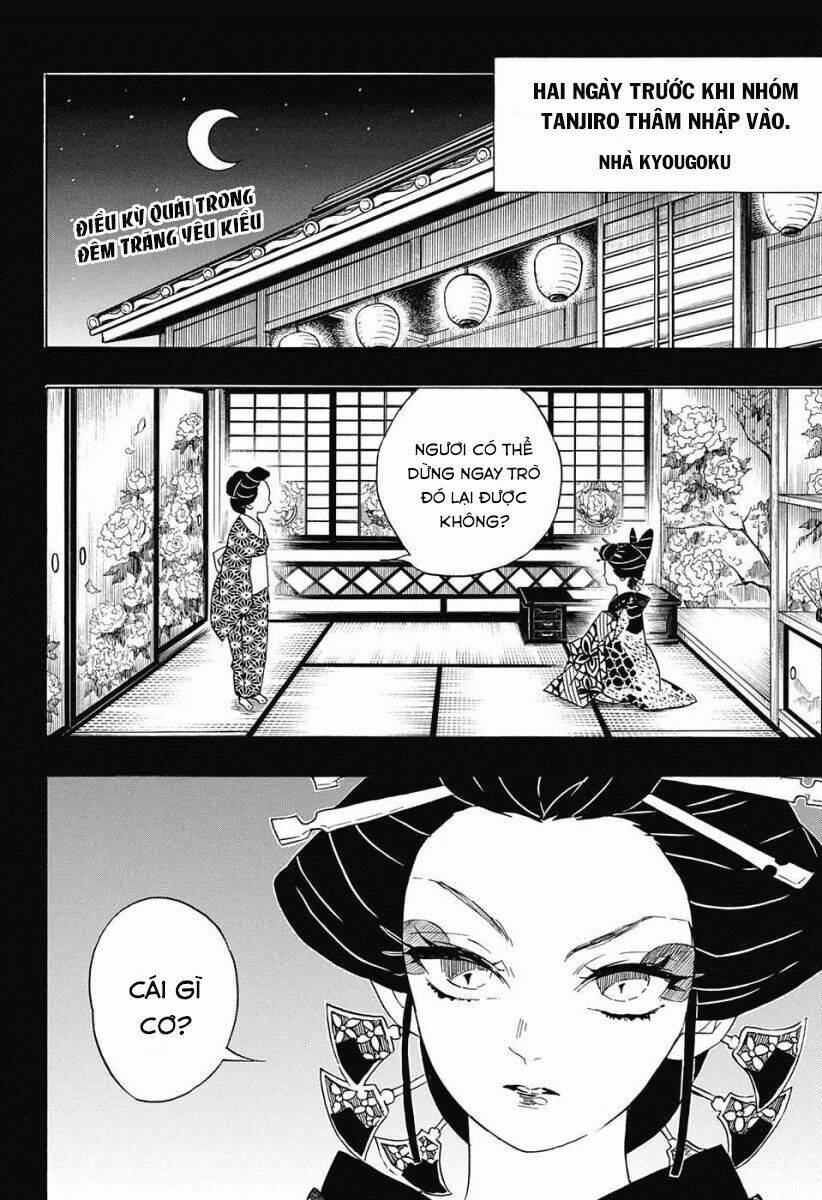 HAI NGÀY TRƯỚC KHI NHÓM
TANJIRO THÂM NHẬP VÀO.
NHÀ KYOUGOKU
ĐIỀU KỲ QUÁI TRONG
ĐÊM TRĂNG YÊU KIỀU
NGƯƠI CÓ THỂ
DỪNG NGAY TRÒ
ĐÓ LẠI ĐƯỢC
KHÔNG?
CÁI GÌ
CƠ?